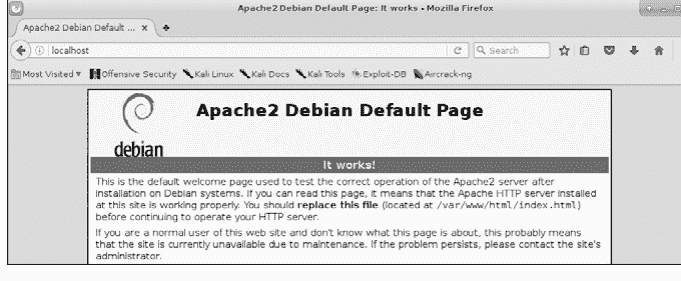 Apache2 Debian Default Page: It works - Mozilla Firefox
Apache2 Debian Default ... ×
localhost
Search
Most Visited
Offensive Security
Kali Linux
Kali Docs
Kali Tools
Exploit-DB
Aircrack-ng
debian
Apache2 Debian Default Page
It works!
This is the default welcome page used to test the correct operation of the Apache2 server after
installation on Debian systems. If you can read this page, it means that the Apache HTTP server installed
at this site is working properly. You should replace this file (located at /var/www/html/index.html)
before continuing to operate your HTTP server.
If you are a normal user of this web site and don't know what this page is about, this probably means
that the site is currently unavailable due to maintenance. If the problem persists, please contact the site's
administrator.